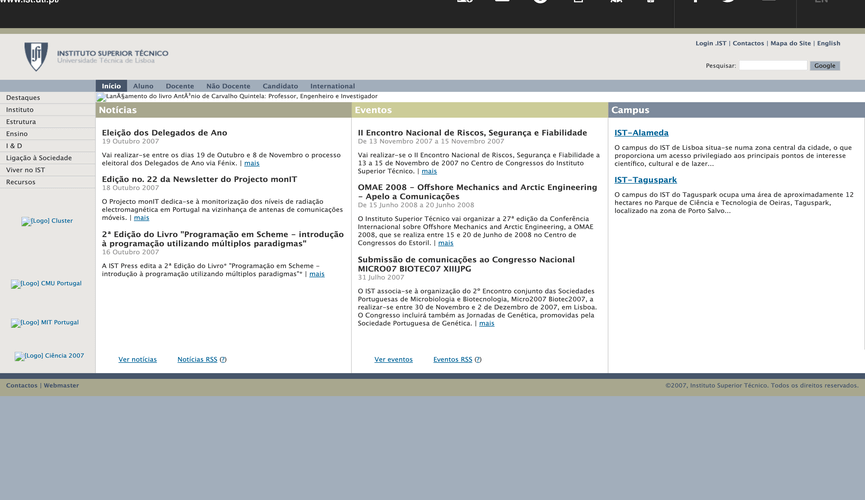 www.ist.utl.pt/
INSTITUTO SUPERIOR TÉCNICO
Universidade Técnica de Lisboa
Login .IST | Contactos | Mapa do Site | English
Pesquisar:
Google
Início Aluno Docente Não Docente Candidato International
Destaques
Instituto
Estrutura
Ensino
I & D
Ligação à Sociedade
Viver no IST
Recursos
[Logo] Cluster
[Logo] CMU Portugal
[Logo] MIT Portugal
[Logo] Ciência 2007
LanÃ§amento do livro AntÃ³nio de Carvalho Quintela: Professor, Engenheiro e Investigador
Notícias
Eleição dos Delegados de Ano
19 Outubro 2007
Vai realizar-se entre os dias 19 de Outubro e 8 de Novembro o processo
eleitoral dos Delegados de Ano via Fénix. | mais
Edição no. 22 da Newsletter do Projecto monIT
18 Outubro 2007
O Projecto monIT dedica-se à monitorização dos níveis de radiação
electromagnética em Portugal na vizinhança de antenas de comunicações
móveis. | mais
2ª Edição do Livro "Programação em Scheme - introdução
à programação utilizando múltiplos paradigmas"
16 Outubro 2007
A IST Press edita a 2ª Edição do Livro" "Programação em Scheme -
introdução à programação utilizando múltiplos paradigmas"" | mais
Ver notícias Notícias RSS (?)
Eventos
II Encontro Nacional de Riscos, Segurança e Fiabilidade
De 13 Novembro 2007 a 15 Novembro 2007
Vai realizar-se o II Encontro Nacional de Riscos, Segurança e Fiabilidade a
13 a 15 de Novembro de 2007 no Centro de Congressos do Instituto
Superior Técnico. | mais
OMAE 2008 - Offshore Mechanics and Arctic Engineering
- Apelo a Comunicações
De 15 Junho 2008 a 20 Junho 2008
O Instituto Superior Técnico vai organizar a 27ª edição da Conferência
Internacional sobre Offshore Mechanics and Arctic Engineering, a OMAE
2008, que se realiza entre 15 e 20 de Junho de 2008 no Centro de
Congressos do Estoril. | mais
Submissão de comunicações ao Congresso Nacional
MICRO07 BIOTEC07 XIIIJPG
31 Julho 2007
O IST associa-se à organização do 2º Encontro conjunto das Sociedades
Portuguesas de Microbiologia e Biotecnologia, Micro2007 Biotec2007, a
realizar-se entre 30 de Novembro e 2 de Dezembro de 2007, em Lisboa.
O Congresso incluirá também as Jornadas de Genética, promovidas pela
Sociedade Portuguesa de Genética. | mais
Ver eventos Eventos RSS (?)
Campus
IST-Alameda
O campus do IST de Lisboa situa-se numa zona central da cidade, o que
proporciona um acesso privilegiado aos principais pontos de interesse
científico, cultural e de lazer...
IST-Taguspark
O campus do IST do Taguspark ocupa uma área de aproximadamente 12
hectares no Parque de Ciência e Tecnologia de Oeiras, Taguspark,
localizado na zona de Porto Salvo...
Contactos | Webmaster
©2007, Instituto Superior Técnico. Todos os direitos reservados.